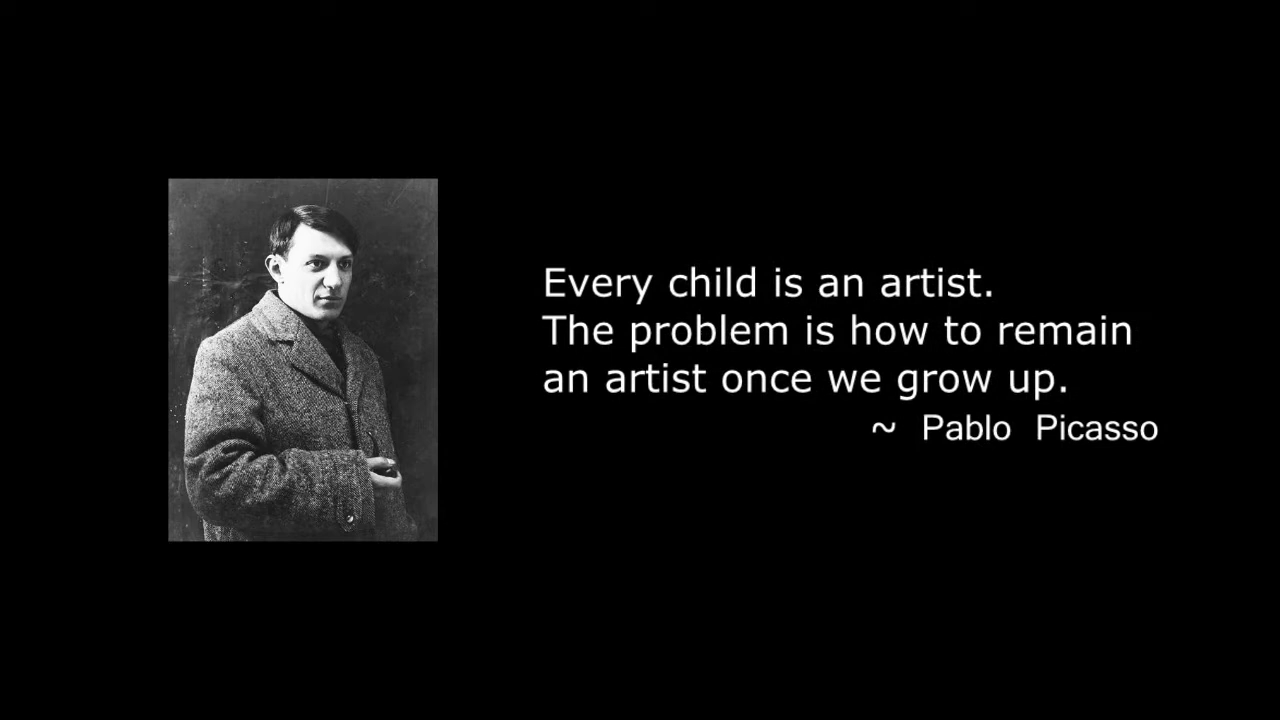 Every child is an artist.
The problem is how to remain
an artist once we grow up.
~ Pablo Picasso